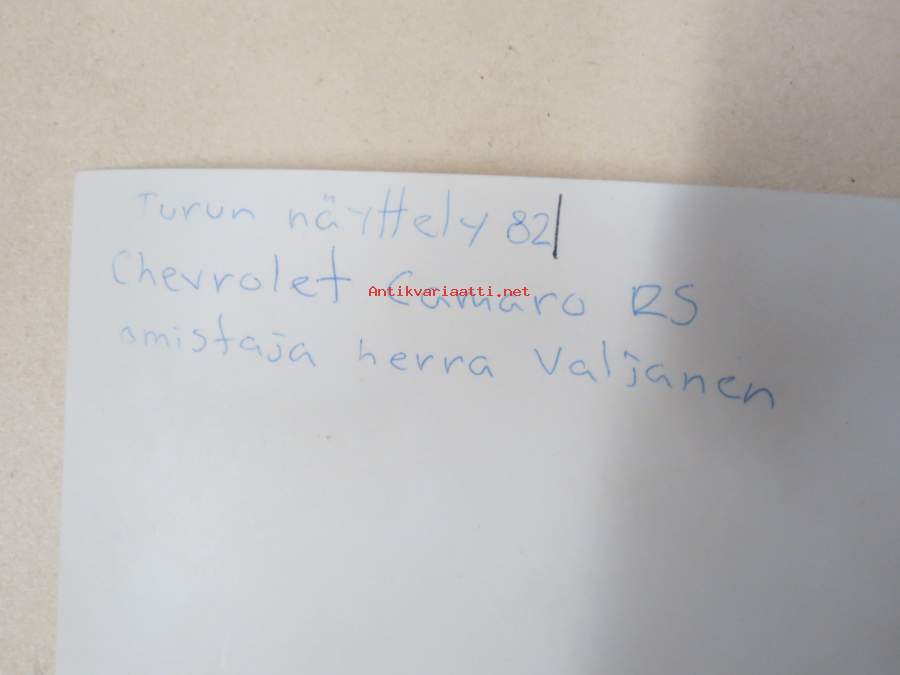 Turun näyttely 82
Chevrolet Camaro RS
Antikvariaatti.net
omistaja herra Valjanen